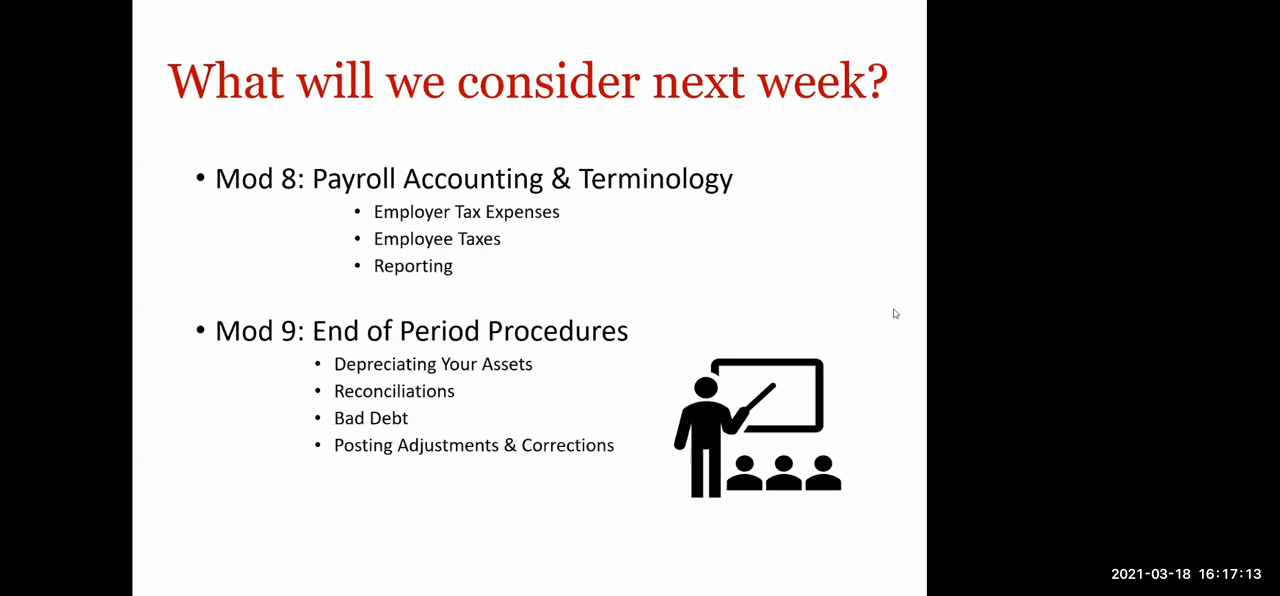 What will we consider next week?
• Mod 8: Payroll Accounting & Terminology
• Employer Tax Expenses
• Employee Taxes
• Reporting
• Mod 9: End of Period Procedures
• Depreciating Your Assets
• Reconciliations
• Bad Debt
• Posting Adjustments & Corrections
2021-03-18 16:17:13